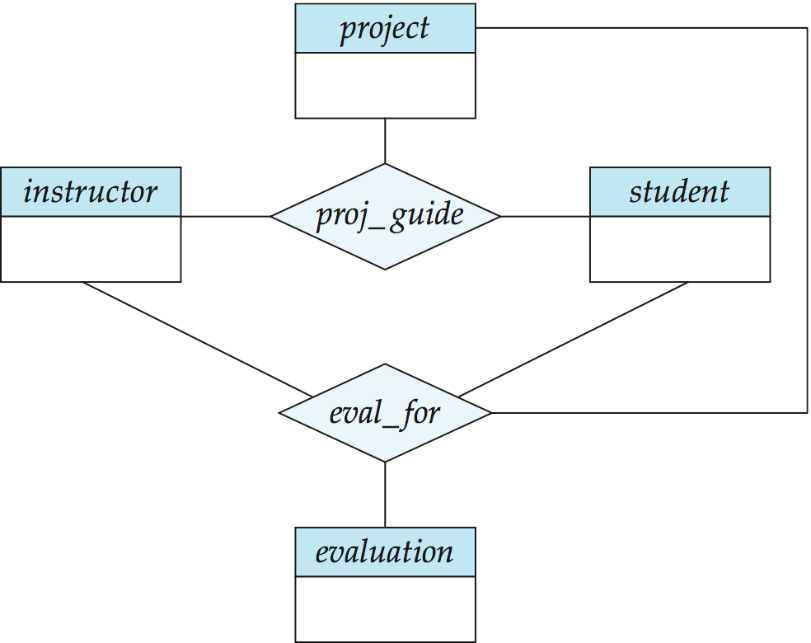 project
instructor
proj_guide
student
eval_for
evaluation